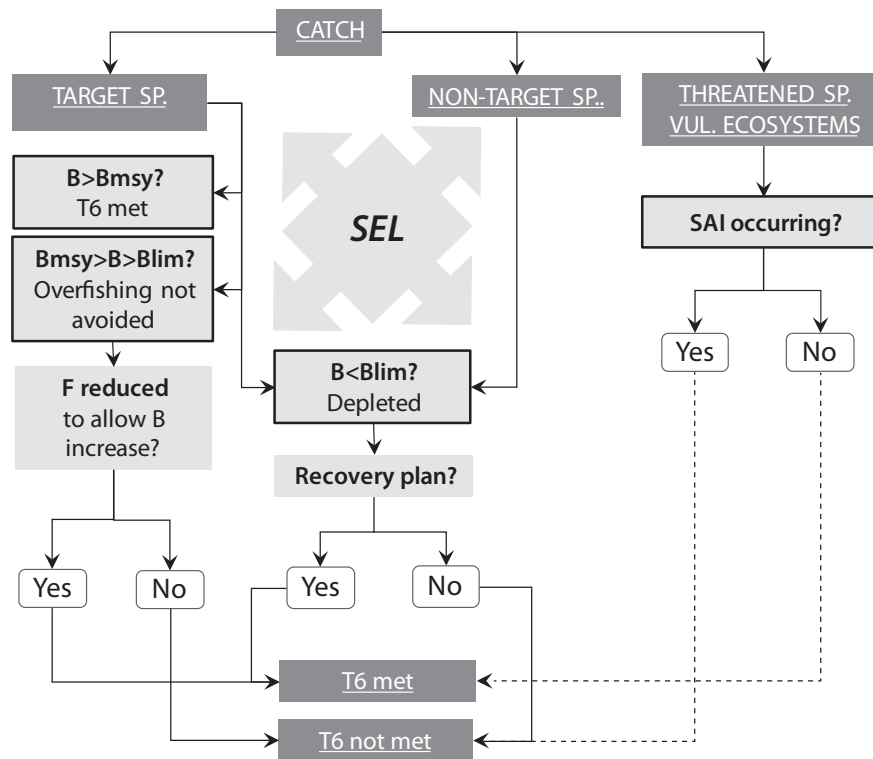 CATCH
TARGET SP.
NON-TARGET SP..
THREATENED SP.
VUL. ECOSYSTEMS
B>Bmsy?
T6 met
SEL
SAI occurring?
Bmsy>B>Blim?
Overfishing not
avoided
Yes
No
B<Blim?
Depleted
F reduced
to allow B
increase?
Recovery plan?
Yes
No
Yes
No
T6 met
T6 not met